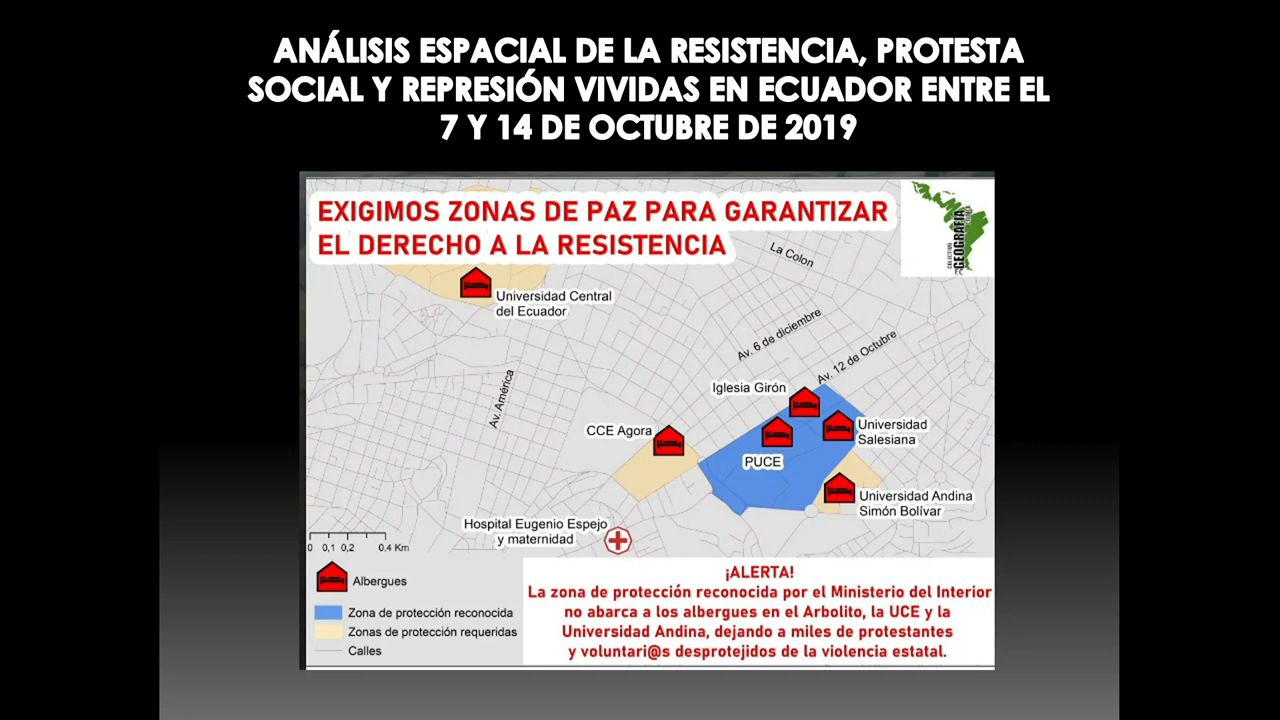 ANÁLISIS ESPACIAL DE LA RESISTENCIA, PROTESTA
SOCIAL Y REPRESIÓN VIVIDAS EN ECUADOR ENTRE EL
7 Y 14 DE OCTUBRE DE 2019
EXIGIMOS ZONAS DE PAZ PARA GARANTIZAR
EL DERECHO A LA RESISTENCIA
GEOGRAFÍA
La Colon
Universidad Central
del Ecuador
Av. 6 de diciembre
Av. 12 de Octubre
Av. América
Iglesia Girón
CCE Agora
Universidad
Salesiana
PUCE
Universidad Andina
Simón Bolívar
Hospital Eugenio Espejo
y maternidad
0 0,1 0,2 0,4 Km
Albergues
Zona de protección reconocida
Zonas de protección requeridas
Calles
¡ALERTA!
La zona de protección reconocida por el Ministerio del Interior
no abarca a los albergues en el Arbolito, la UCE y la
Universidad Andina, dejando a miles de protestantes
y voluntari@s desprotejidos de la violencia estatal.